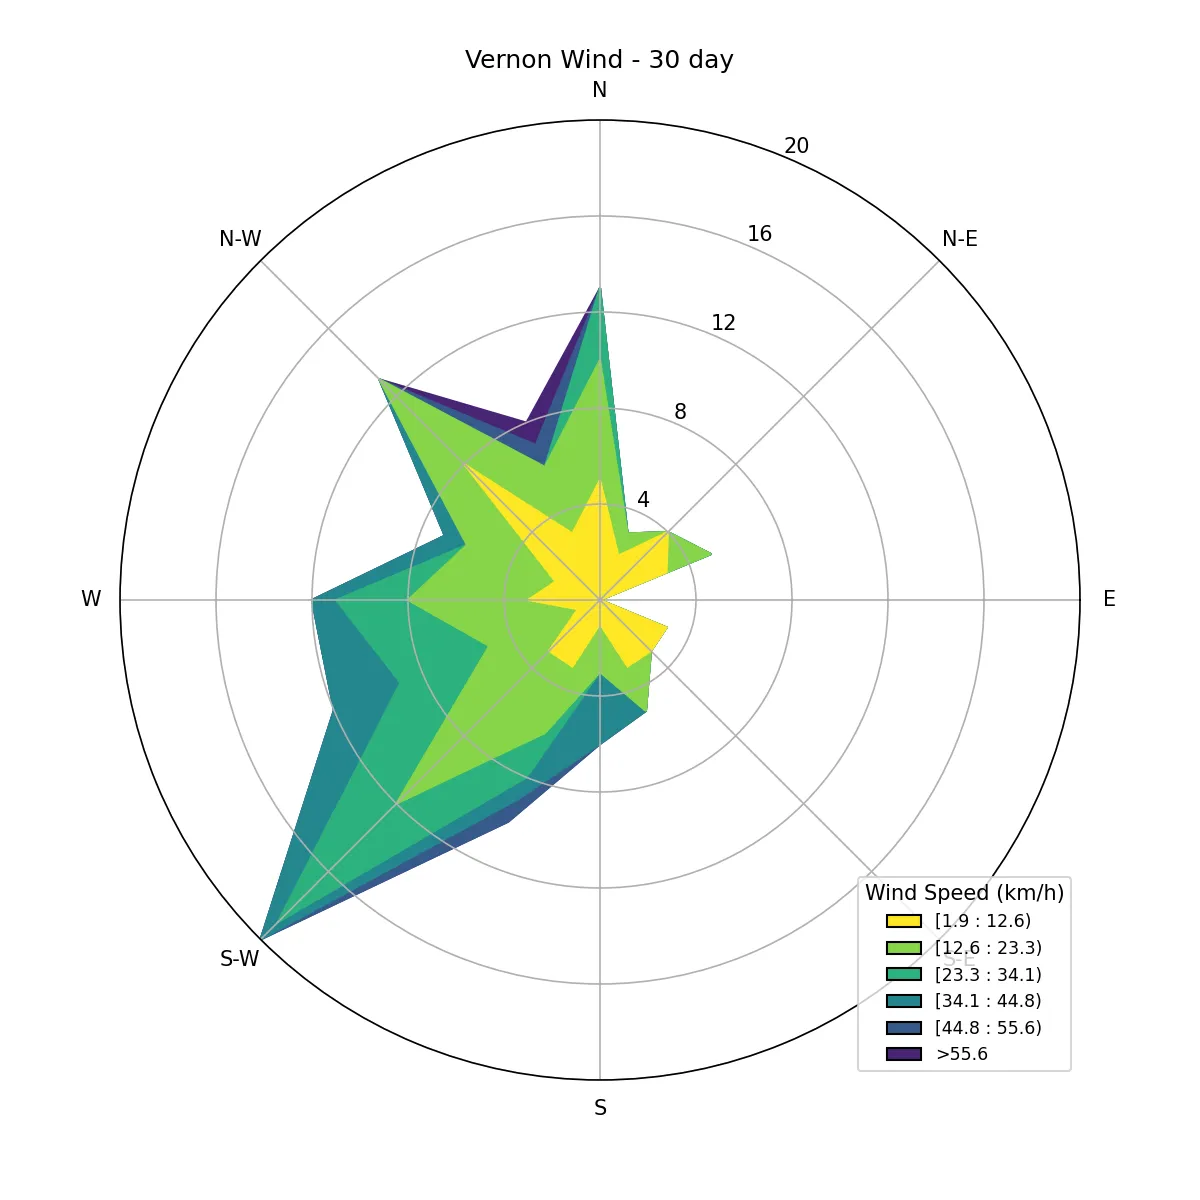 Vernon Wind - 30 day
N
20
N-W
N-E
16
12
8
4
W
E
S-W
S-E
S
Wind Speed (km/h)
[1.9 : 12.6)
[12.6 : 23.3)
[23.3 : 34.1)
[34.1 : 44.8)
[44.8 : 55.6)
>55.6